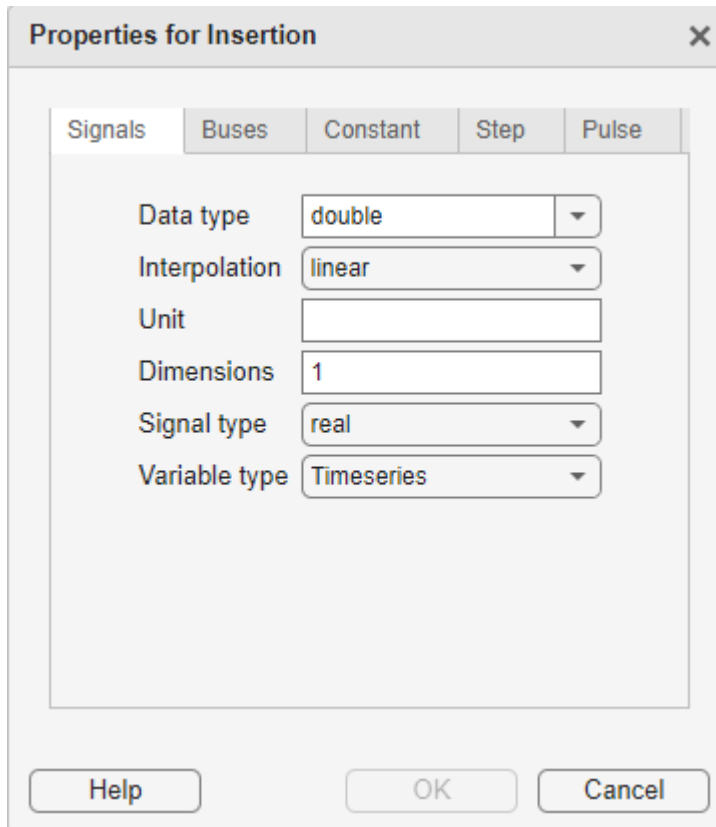 Properties for Insertion ×
Signals Buses Constant Step Pulse
Data type double
Interpolation linear
Unit
Dimensions 1
Signal type real
Variable type Timeseries
Help OK Cancel